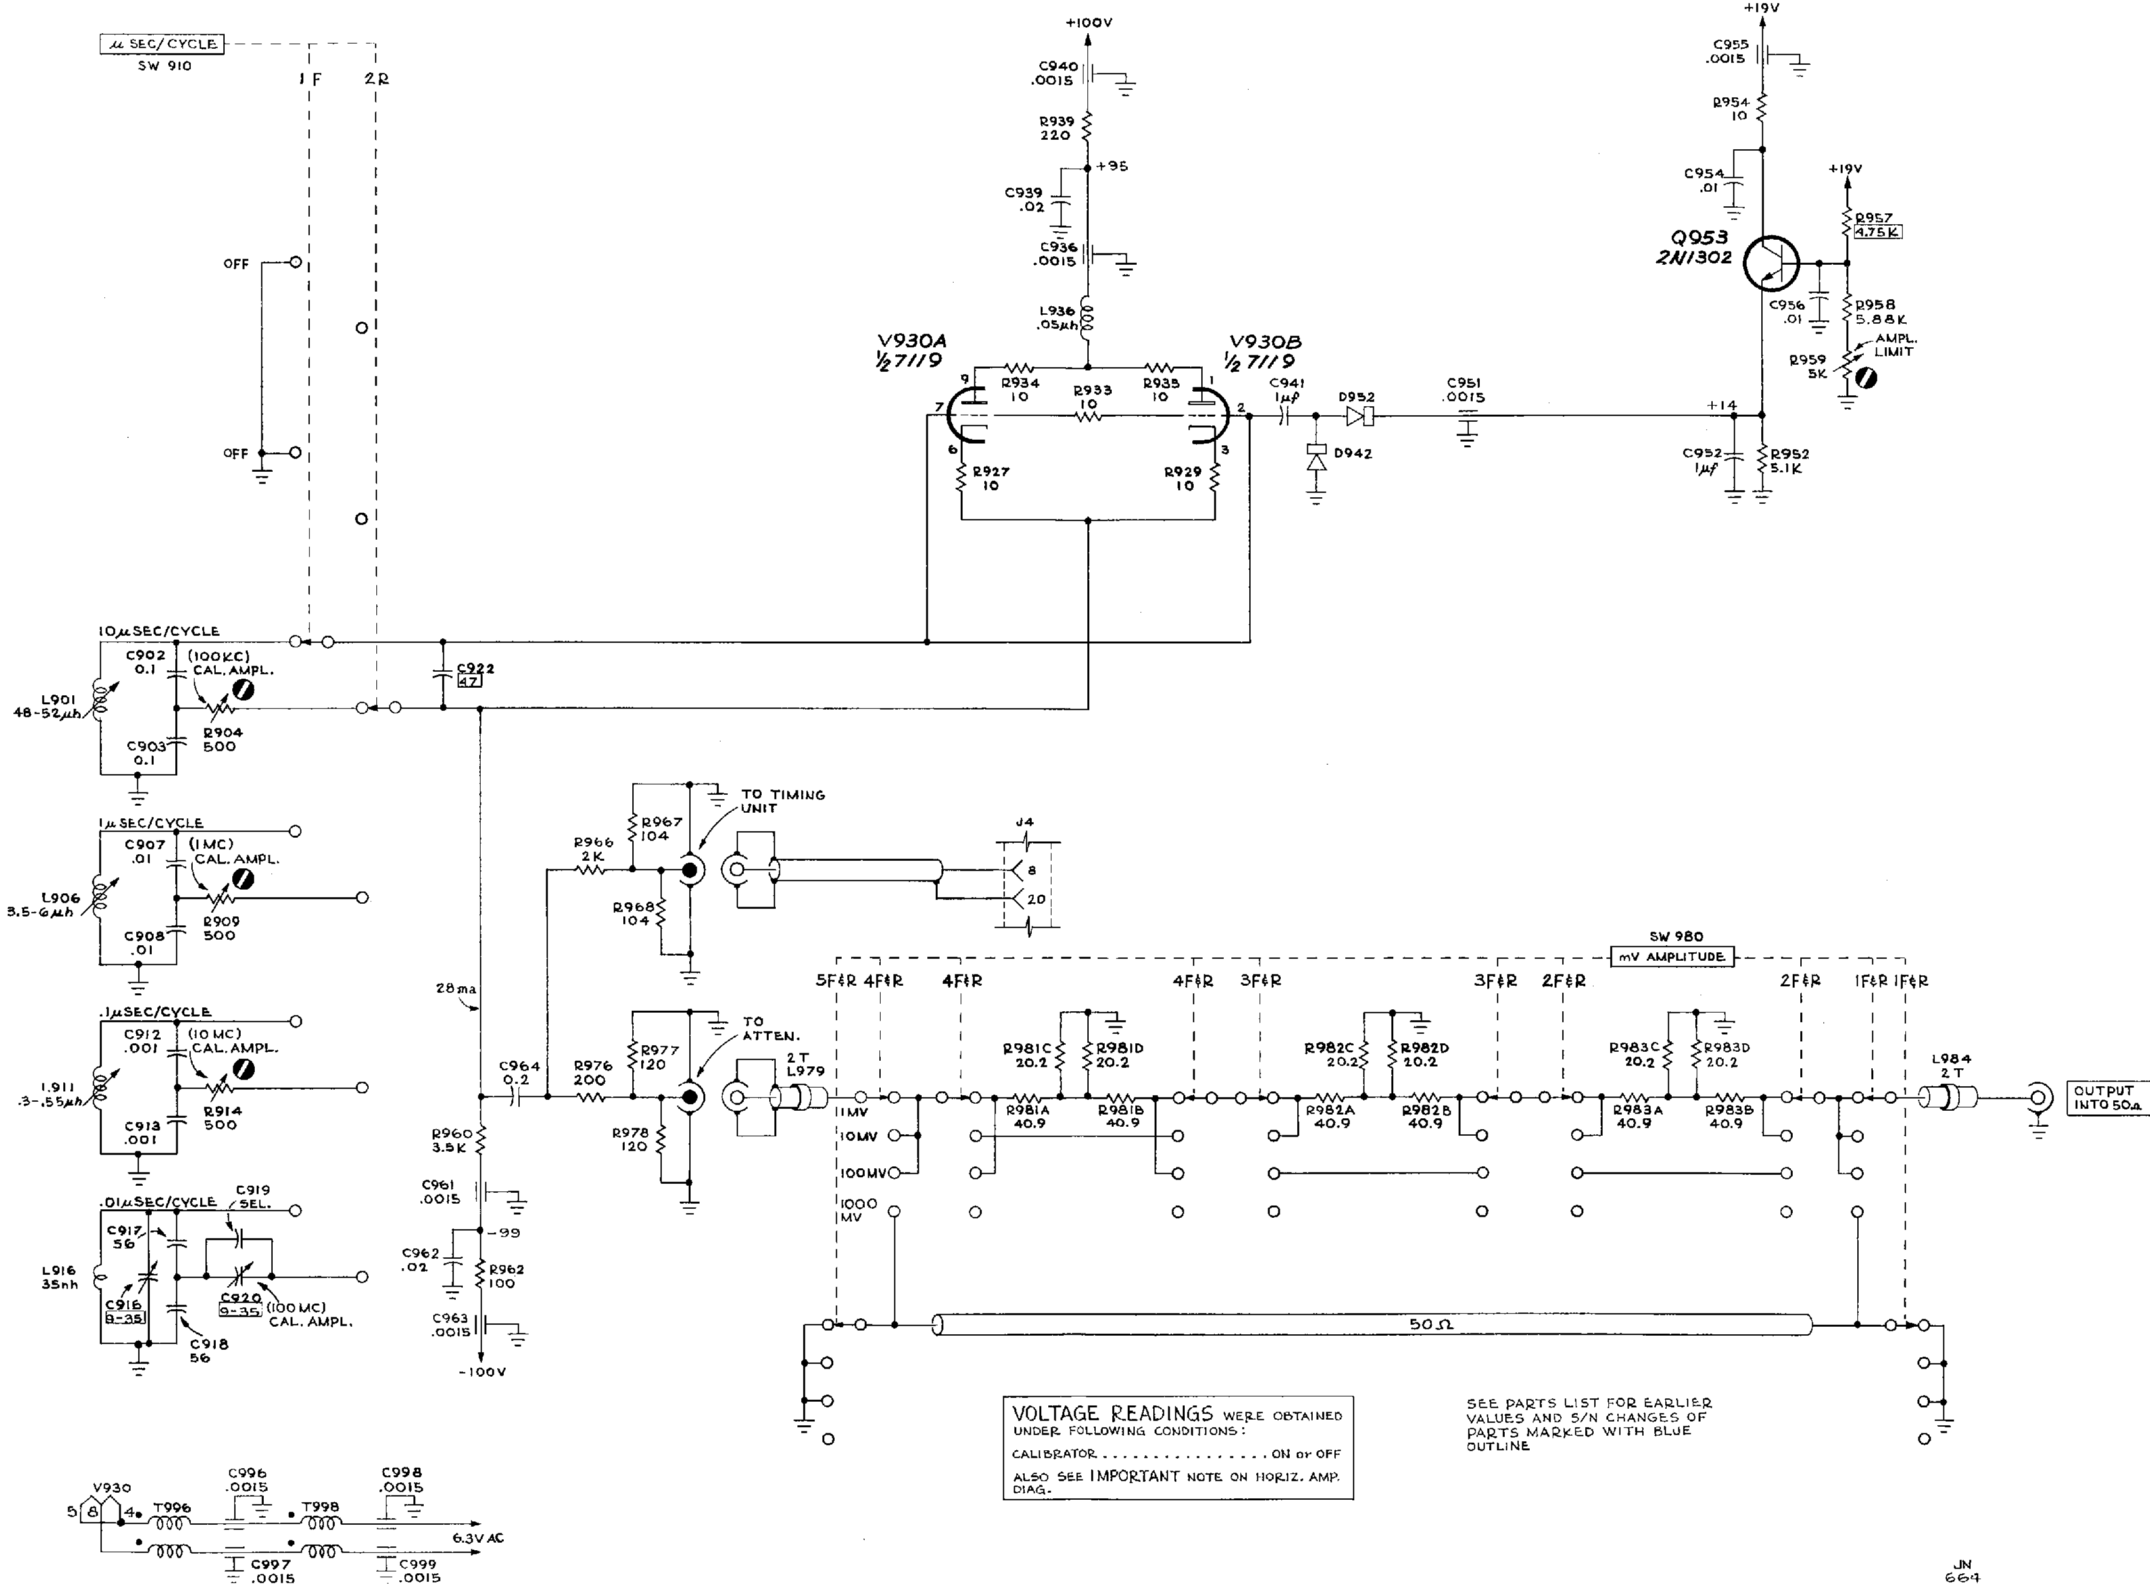 μ SEC/CYCLE
SW 910
1 F
2 R
+100V
C940
.0015
R939
220
+95
C939
.02
C936
.0015
L936
.05μh
V930A
½ 7119
V930B
½ 7119
9
R934
10
R933
10
R935
10
1
7
2
6
3
R927
10
R929
10
C941
1μf
D952
D942
C951
.0015
+19V
C955
.0015
R954
10
C954
.01
+19V
R957
4.75K
Q953
2N1302
C956
.01
R958
5.88K
AMPL.
LIMIT
R959
5K
+14
C952
1μf
R952
5.1K
OFF
OFF
10μSEC/CYCLE
C902
0.1
(100KC)
CAL. AMPL.
L901
48-52μh
C903
0.1
R904
500
C922
47
1μSEC/CYCLE
C907
.01
(1MC)
CAL. AMPL.
L906
3.5-6μh
C908
.01
R909
500
.1μSEC/CYCLE
C912
.001
(10MC)
CAL. AMPL.
L911
.3-.55μh
C913
.001
R914
500
.01μSEC/CYCLE
C919
SEL.
C917
56
L916
35nh
C916
9-35
C920
9-35
(100MC)
CAL. AMPL.
C918
56
28ma
R960
3.5K
C961
.0015
-99
C962
.02
R962
100
C963
.0015
-100V
C964
0.2
R966
2K
R967
104
R968
104
TO TIMING
UNIT
J4
8
20
R976
200
R977
120
R978
120
TO
ATTEN.
2T
L979
SW 980
mV AMPLITUDE
5F&R 4F&R 4F&R 4F&R 3F&R 3F&R 2F&R 2F&R 1F&R 1F&R
1MV
10MV
100MV
1000
MV
R981C
20.2
R981D
20.2
R981A
40.9
R981B
40.9
R982C
20.2
R982D
20.2
R982A
40.9
R982B
40.9
R983C
20.2
R983D
20.2
R983A
40.9
R983B
40.9
L984
2T
OUTPUT
INTO 50Ω
50Ω
VOLTAGE READINGS WERE OBTAINED
UNDER FOLLOWING CONDITIONS:
CALIBRATOR . . . . . . . . . . . . . . . . ON or OFF
ALSO SEE IMPORTANT NOTE ON HORIZ. AMP.
DIAG.
SEE PARTS LIST FOR EARLIER
VALUES AND S/N CHANGES OF
PARTS MARKED WITH BLUE
OUTLINE
V930
5 8 4
T996
C996
.0015
T998
C998
.0015
6.3V AC
C997
.0015
C999
.0015
JN
664